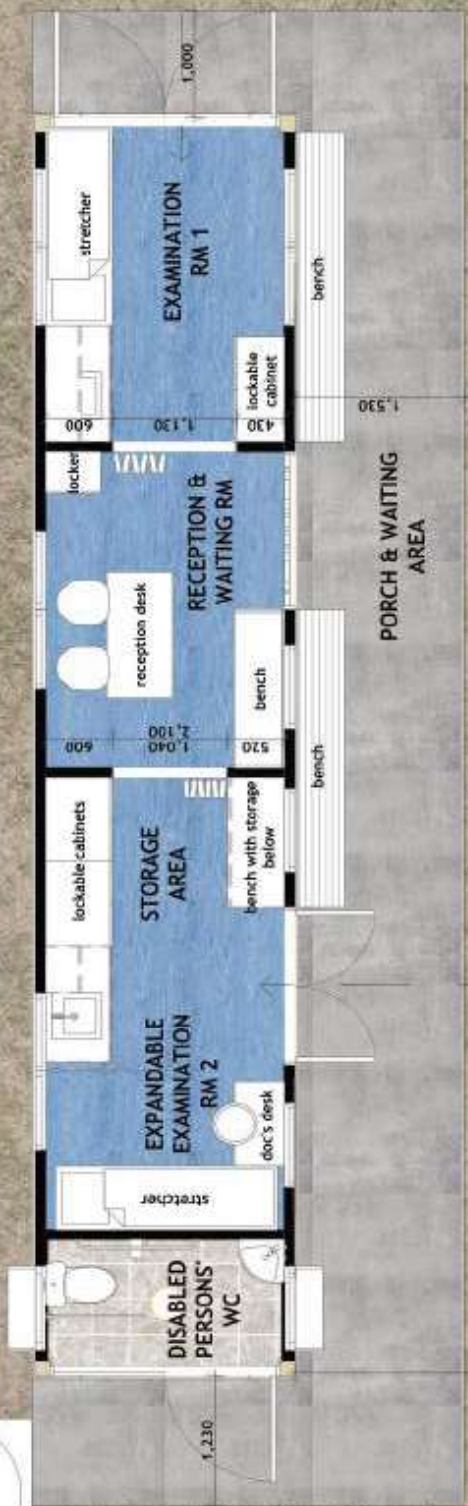 1,230
DISABLED
PERSONS'
WC
stretcher
doc's desk
EXPANDABLE
EXAMINATION
RM 2
STORAGE
AREA
lockable cabinets
bench with storage
below
600
1,040
2,100
520
reception desk
bench
bench
RECEPTION &
WAITING RM
locker
PORCH & WAITING
AREA
600
1,130
430
lockable
cabinet
stretcher
EXAMINATION
RM 1
bench
1,530
1,000